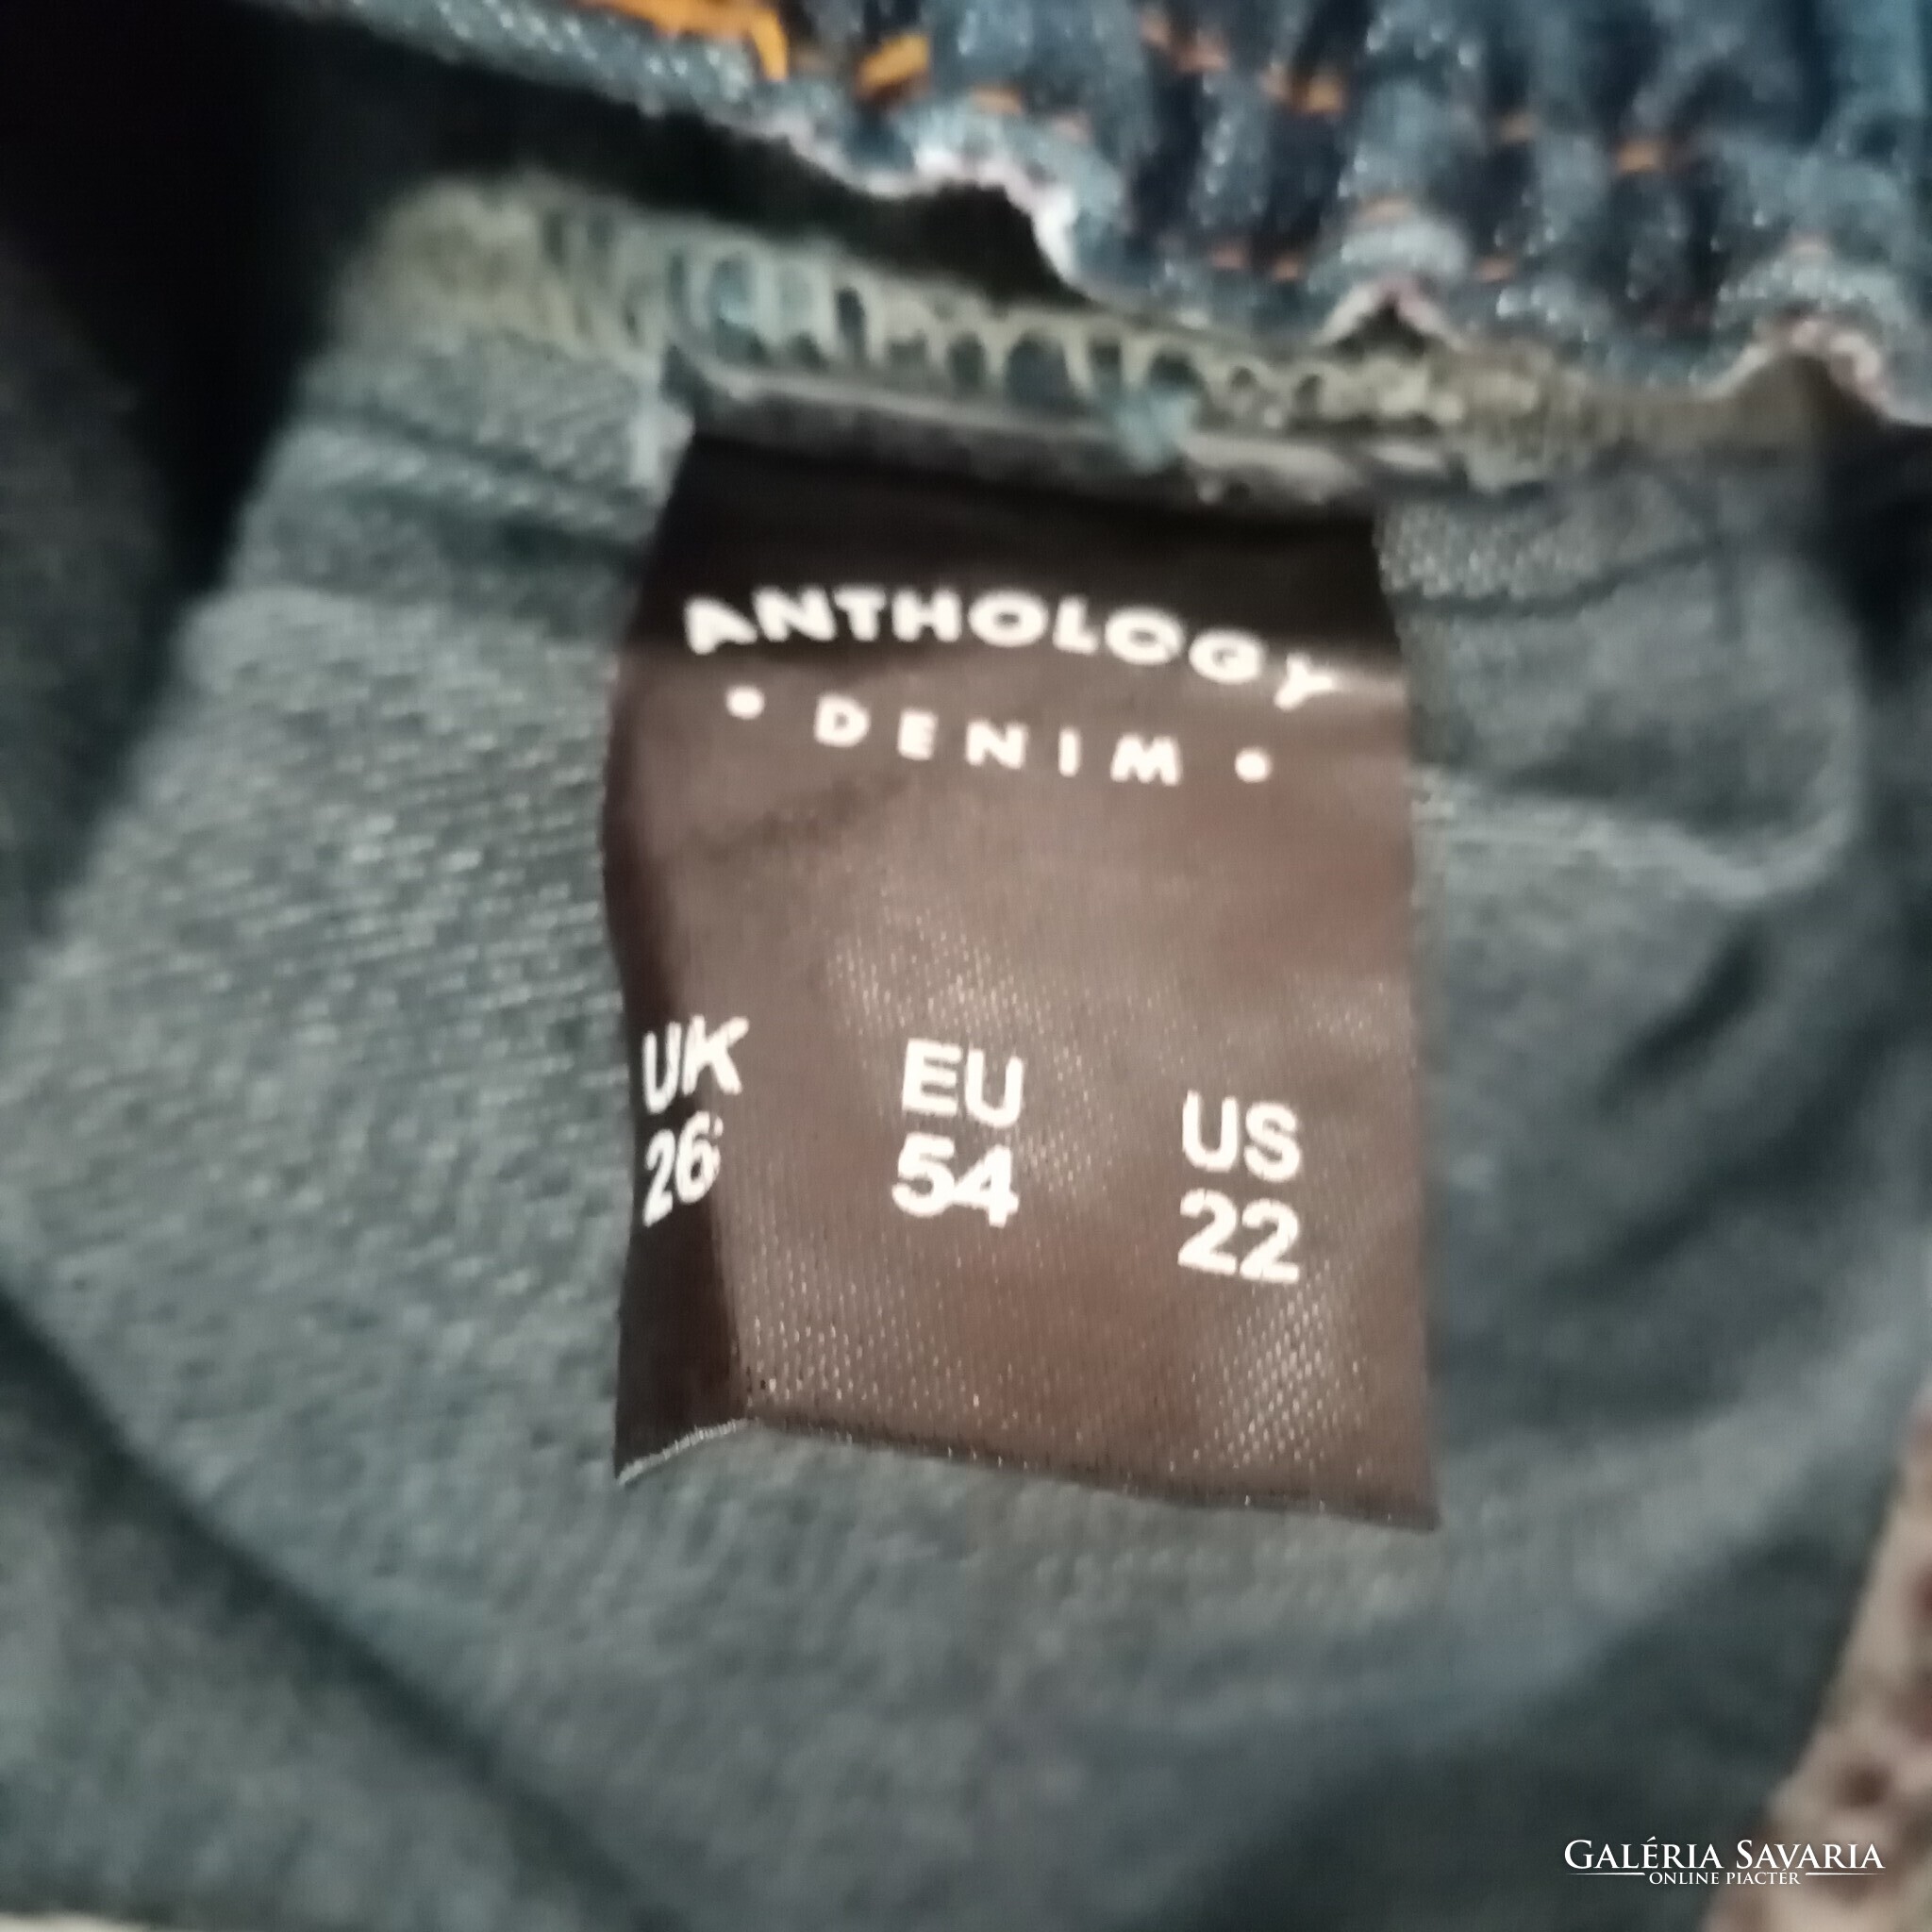 ANTHOLOGY
• DENIM •
UK EU US
26 54 22
GALÉRIA SAVARIA
ONLINE PIACTÉR